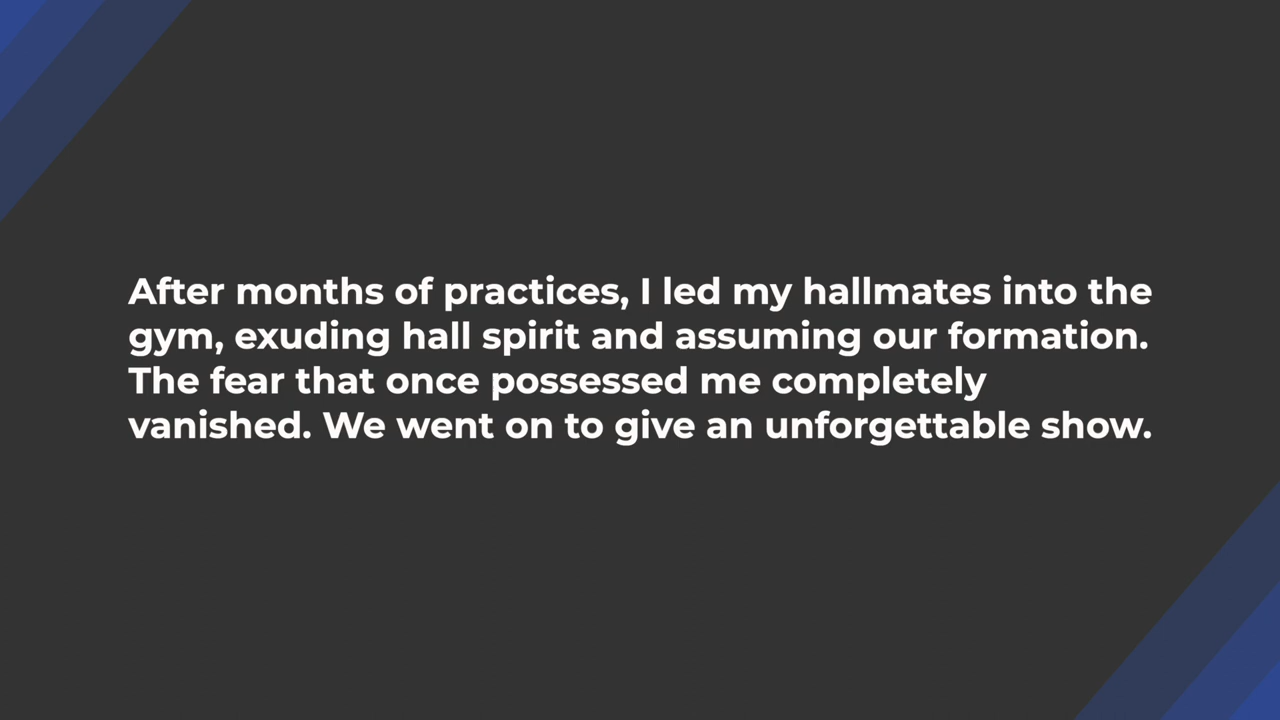 After months of practices, I led my hallmates into the
gym, exuding hall spirit and assuming our formation.
The fear that once possessed me completely
vanished. We went on to give an unforgettable show.